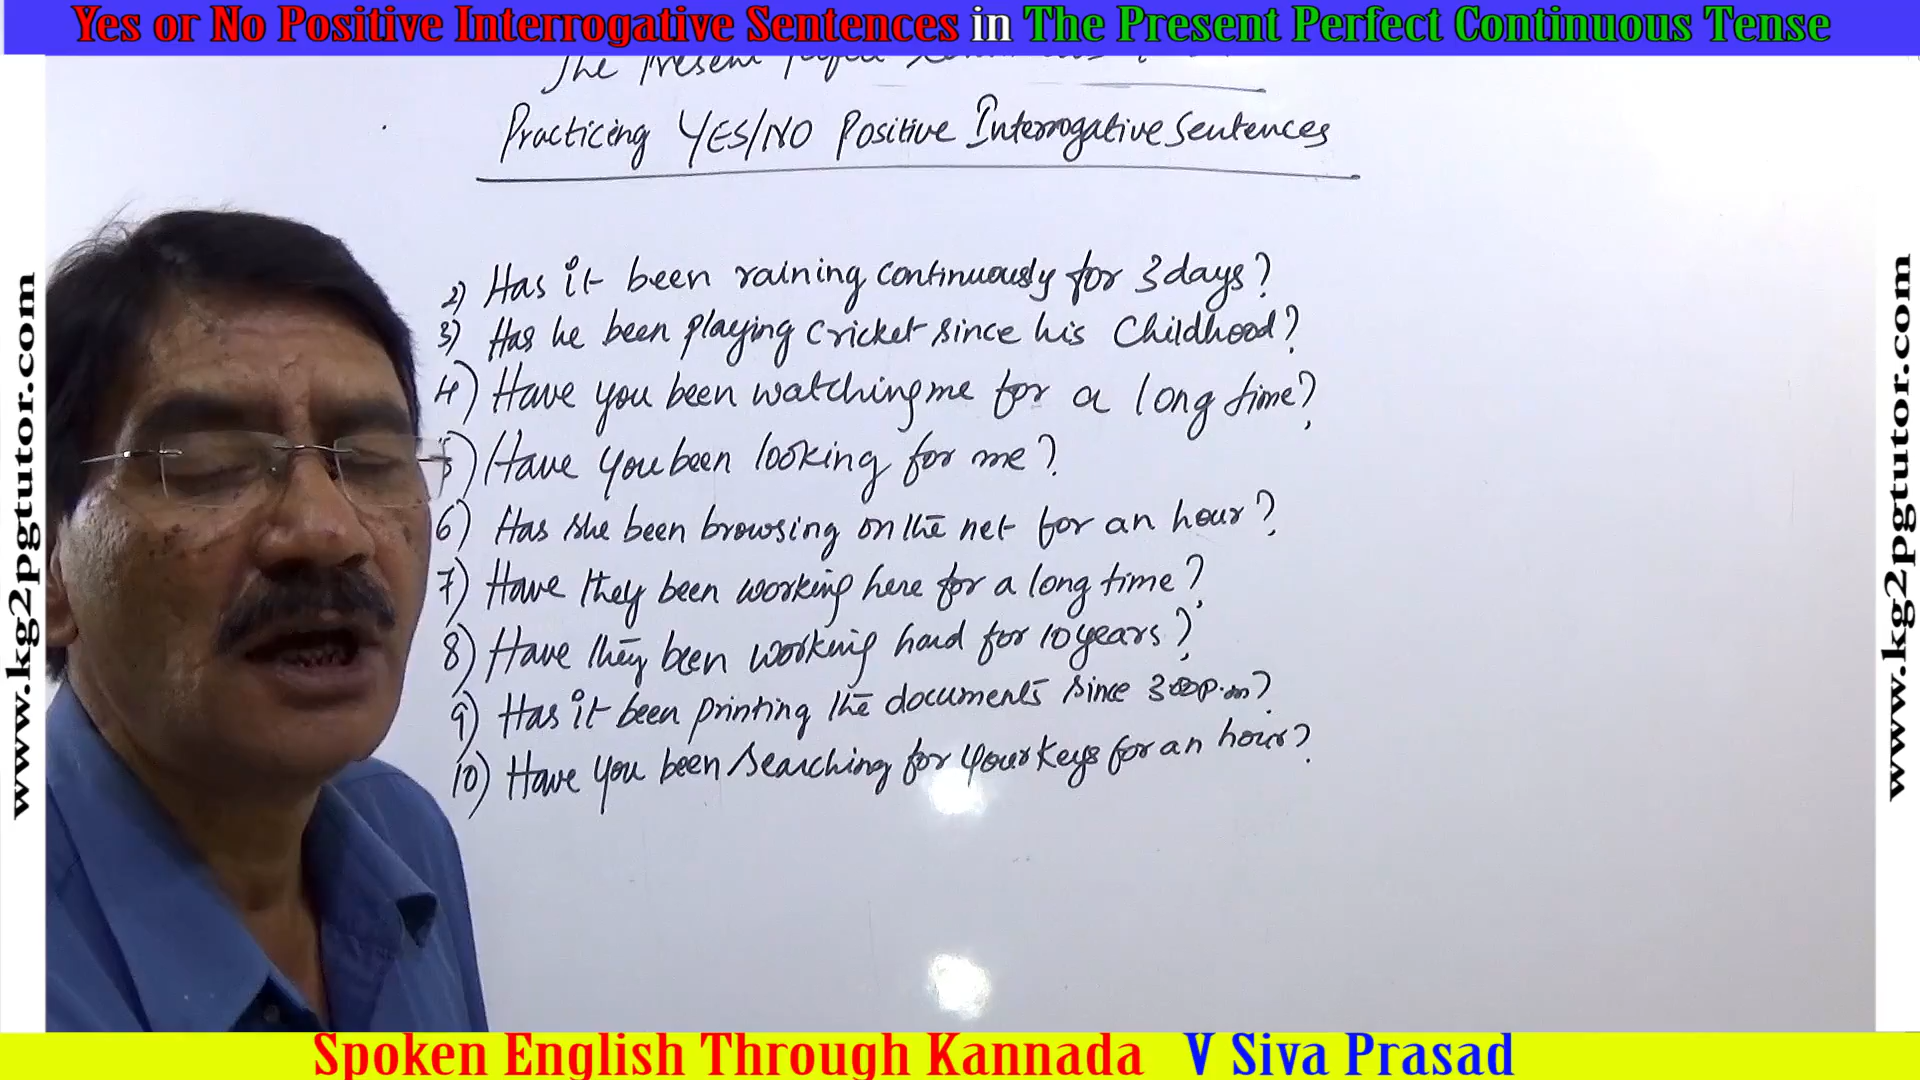 Yes or No Positive Interrogative Sentences in The Present Perfect Continuous Tense
The Present
Practicing YES/NO Positive Interrogative Sentences
2) Has it been raining continuously for 3 days?
3) Has he been playing cricket since his Childhood?
4) Have you been watching me for a long time?
5) Have you been looking for me?
6) Has she been browsing on the net for an hour?
7) Have they been working here for a long time?
8) Have they been working hard for 10 years?
9) Has it been printing the documents since 3:00 p.m?
10) Have you been searching for your keys for an hour?
www.kg2pgtutor.com
www.kg2pgtutor.com
Spoken English Through Kannada V Siva Prasad